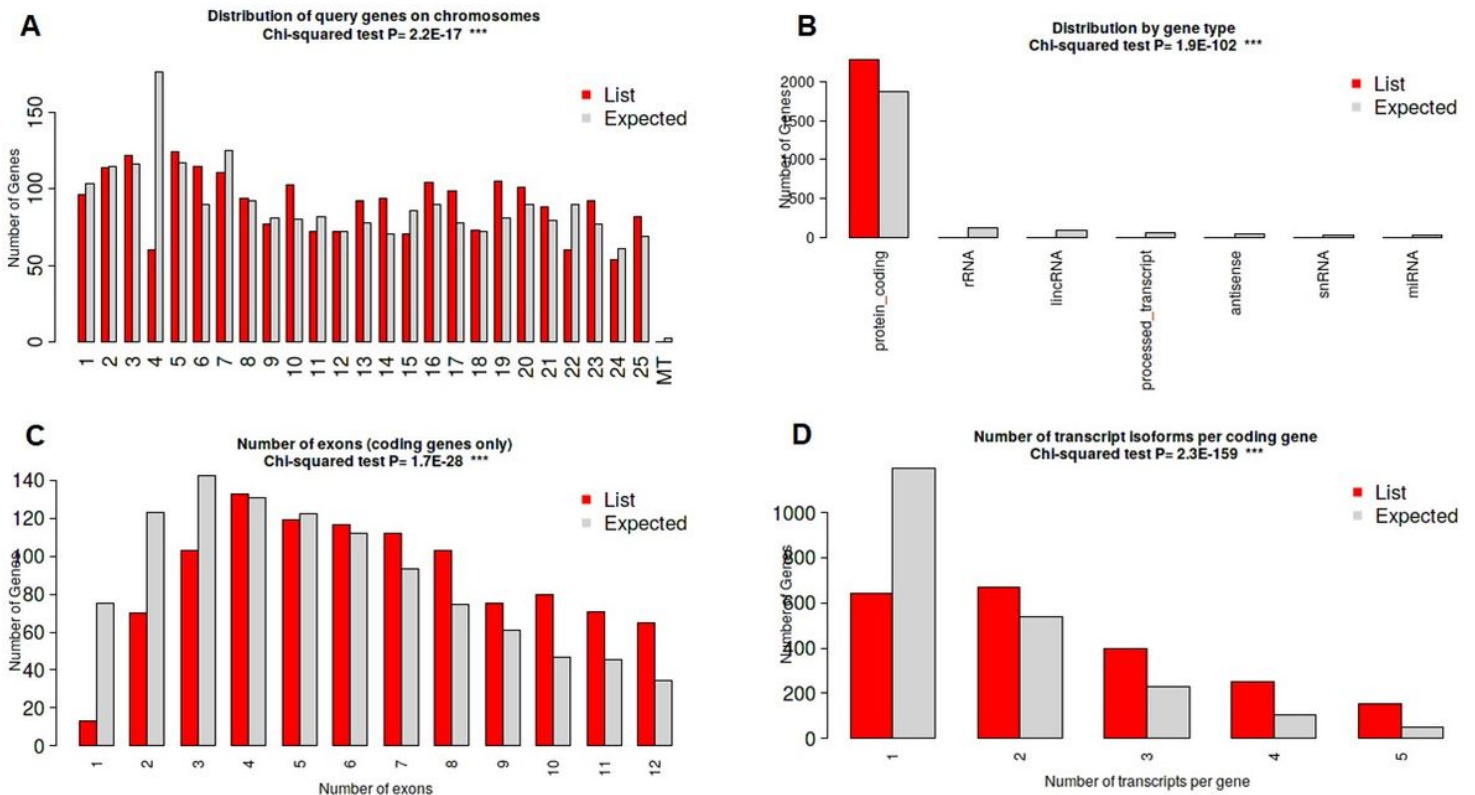 A
Distribution of query genes on chromosomes
Chi-squared test P= 2.2E-17 ***
List
Expected
Number of Genes
0
50
100
150
1 2 3 4 5 6 7 8 9 10 11 12 13 14 15 16 17 18 19 20 21 22 23 24 25 MT
B
Distribution by gene type
Chi-squared test P= 1.9E-102 ***
List
Expected
Number of Genes
2000
1500
1000
500
0
protein_coding
rRNA
lincRNA
processed_transcript
antisense
snRNA
miRNA
C
Number of exons (coding genes only)
Chi-squared test P= 1.7E-28 ***
List
Expected
Number of Genes
140
120
100
80
60
40
20
0
1 2 3 4 5 6 7 8 9 10 11 12
Number of exons
D
Number of transcript isoforms per coding gene
Chi-squared test P= 2.3E-159 ***
List
Expected
Number of Genes
1000
800
600
400
200
0
1 2 3 4 5
Number of transcripts per gene